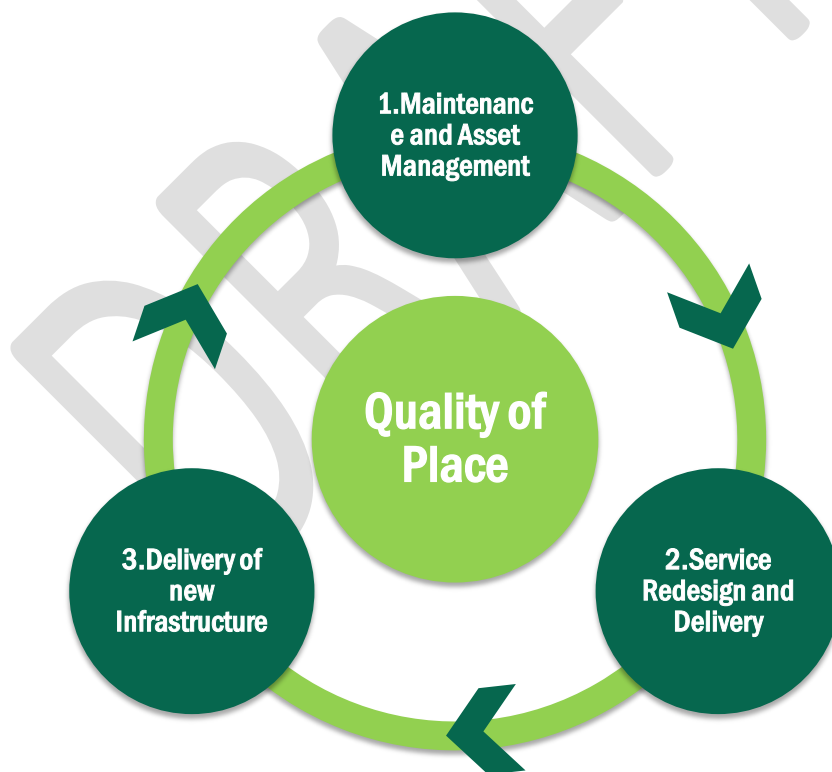 DRAFT
1.Maintenanc
e and Asset
Management
Quality of
Place
3.Delivery of
new
Infrastructure
2.Service
Redesign and
Delivery